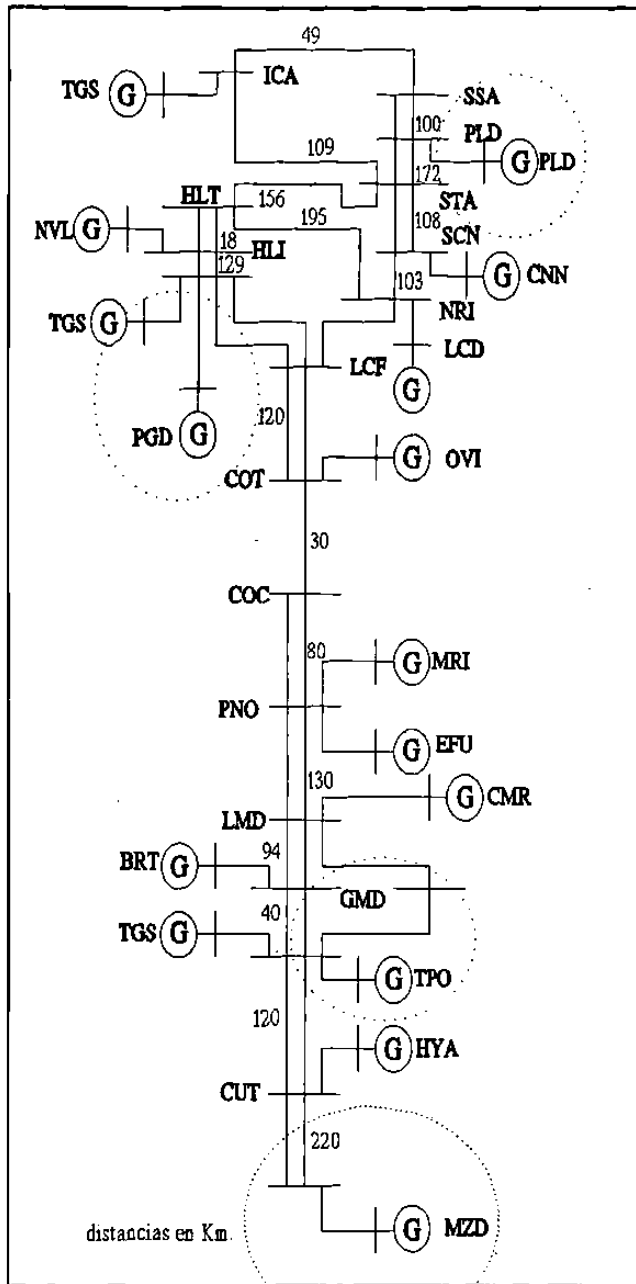 49
TGS G ICA
SSA
100 PLD
G PLD
109
172
HLT 156 STA
195 108 SCN
NVL G 18 HLI
129 G CNN
103
TGS G NRI
LCF LCD
G
120
PGD G
COT G OVI
30
COC
80 G MRI
PNO
G EFU
130
G CMR
LMD
BRT G 94
GMD
TGS G 40
G TPO
120
G HYA
CUT
220
distancias en Km.
G MZD